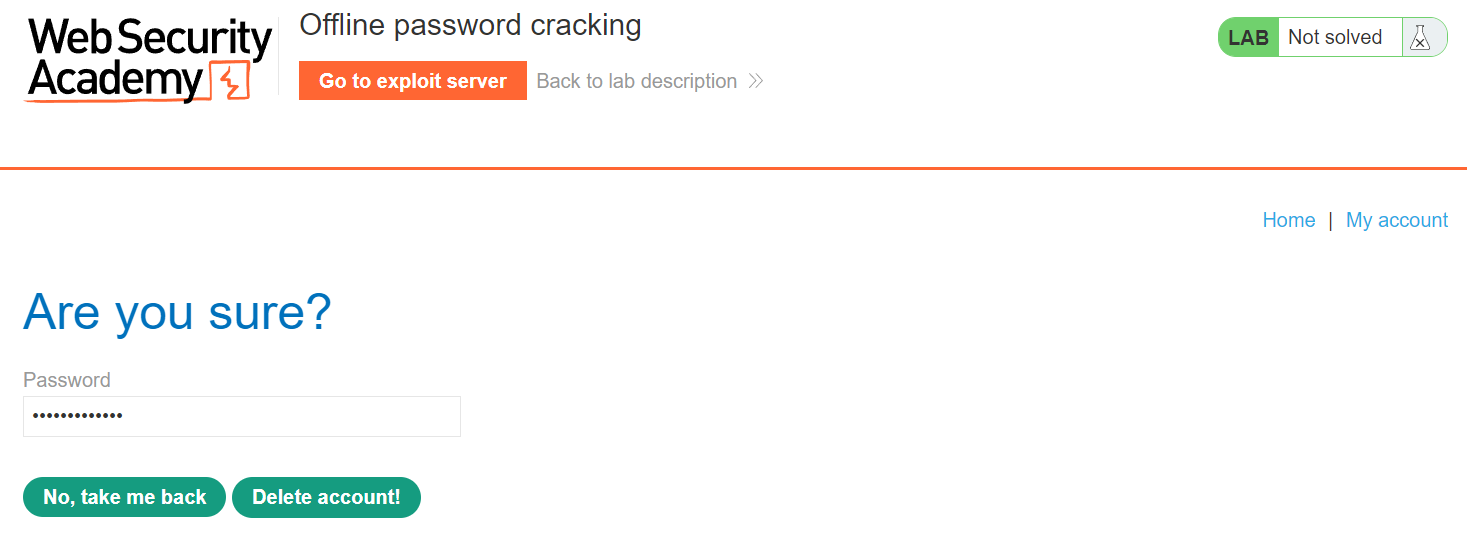 Web Security
Academy
Offline password cracking
Go to exploit server
Back to lab description
LAB
Not solved
Home | My account
Are you sure?
Password
•••••••••••••
No, take me back
Delete account!